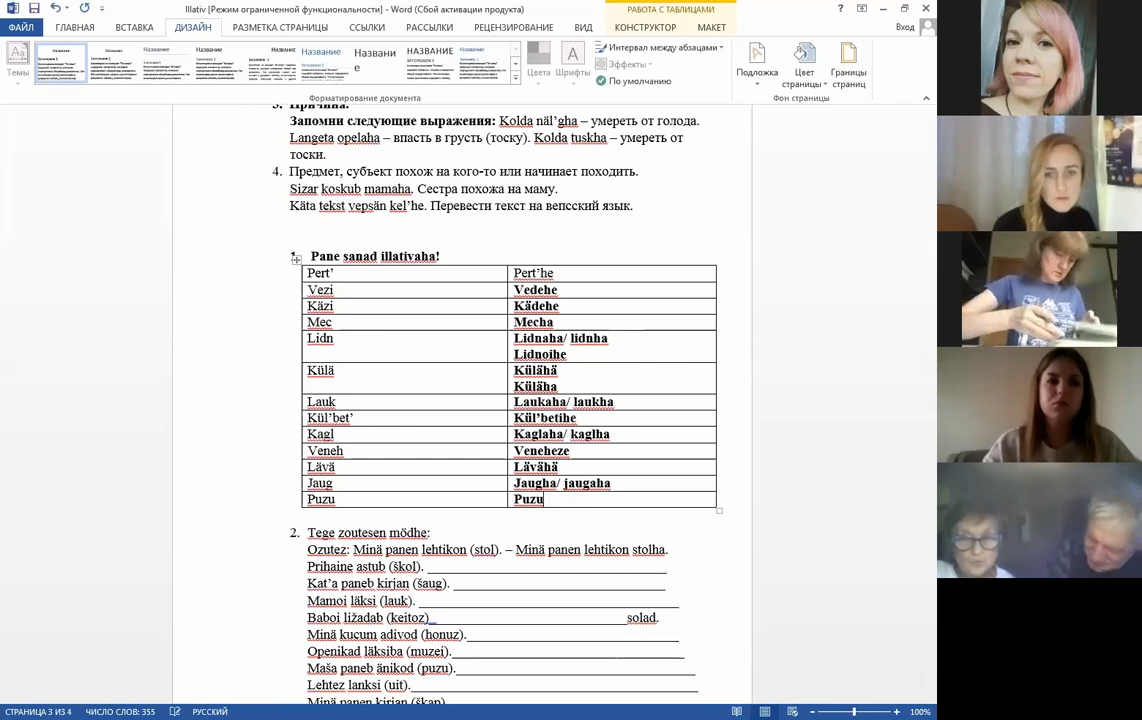 Illativ [Режим ограниченной функциональности] - Word (Сбой активации продукта)
РАБОТА С ТАБЛИЦАМИ
ФАЙЛ ГЛАВНАЯ ВСТАВКА ДИЗАЙН РАЗМЕТКА СТРАНИЦЫ ССЫЛКИ РАССЫЛКИ РЕЦЕНЗИРОВАНИЕ ВИД КОНСТРУКТОР МАКЕТ Вход
Темы
Цвета Шрифты
Интервал между абзацами
Эффекты
По умолчанию
Подложка Цвет страницы Границы страниц
Форматирование документа Фон страницы
3. Причина.
Запомни следующие выражения: Kolda näl’gha – умереть от голода.
Langeta opelaha – впасть в грусть (тоску). Kolda tuskha – умереть от
тоски.
4. Предмет, субъект похож на кого-то или начинает походить.
Sizar koskub mamaha. Сестра похожа на маму.
Käta tekst vepsän kel’he. Перевести текст на вепсский язык.
Pane sanad illativaha!
Pert’ Pert’he
Vezi Vedehe
Käzi Kädehe
Mec Mecha
Lidn Lidnaha/ lidnha
Lidnoihe
Külä Külähä
Küläha
Lauk Laukaha/ laukha
Kül’bet’ Kül’betihe
Kagl Kaglaha/ kaglha
Veneh Veneheze
Lävä Lävähä
Jaug Jaugha/ jaugaha
Puzu Puzu
2. Tege zoutesen mödhe:
Ozutez: Minä panen lehtikon (stol). – Minä panen lehtikon stolha.
Prihaine astub (škol).
Kat’a paneb kirjan (šaug).
Mamoi läksi (lauk).
Baboi ližadab (keitoz) solad.
Minä kucum adivod (honuz).
Openikad läksiba (muzei).
Maša paneb änikod (puzu).
Lehtez lanksi (uit).
Minä panen kirjan (škap)
СТРАНИЦА 3 ИЗ 4 ЧИСЛО СЛОВ: 355 РУССКИЙ 100%